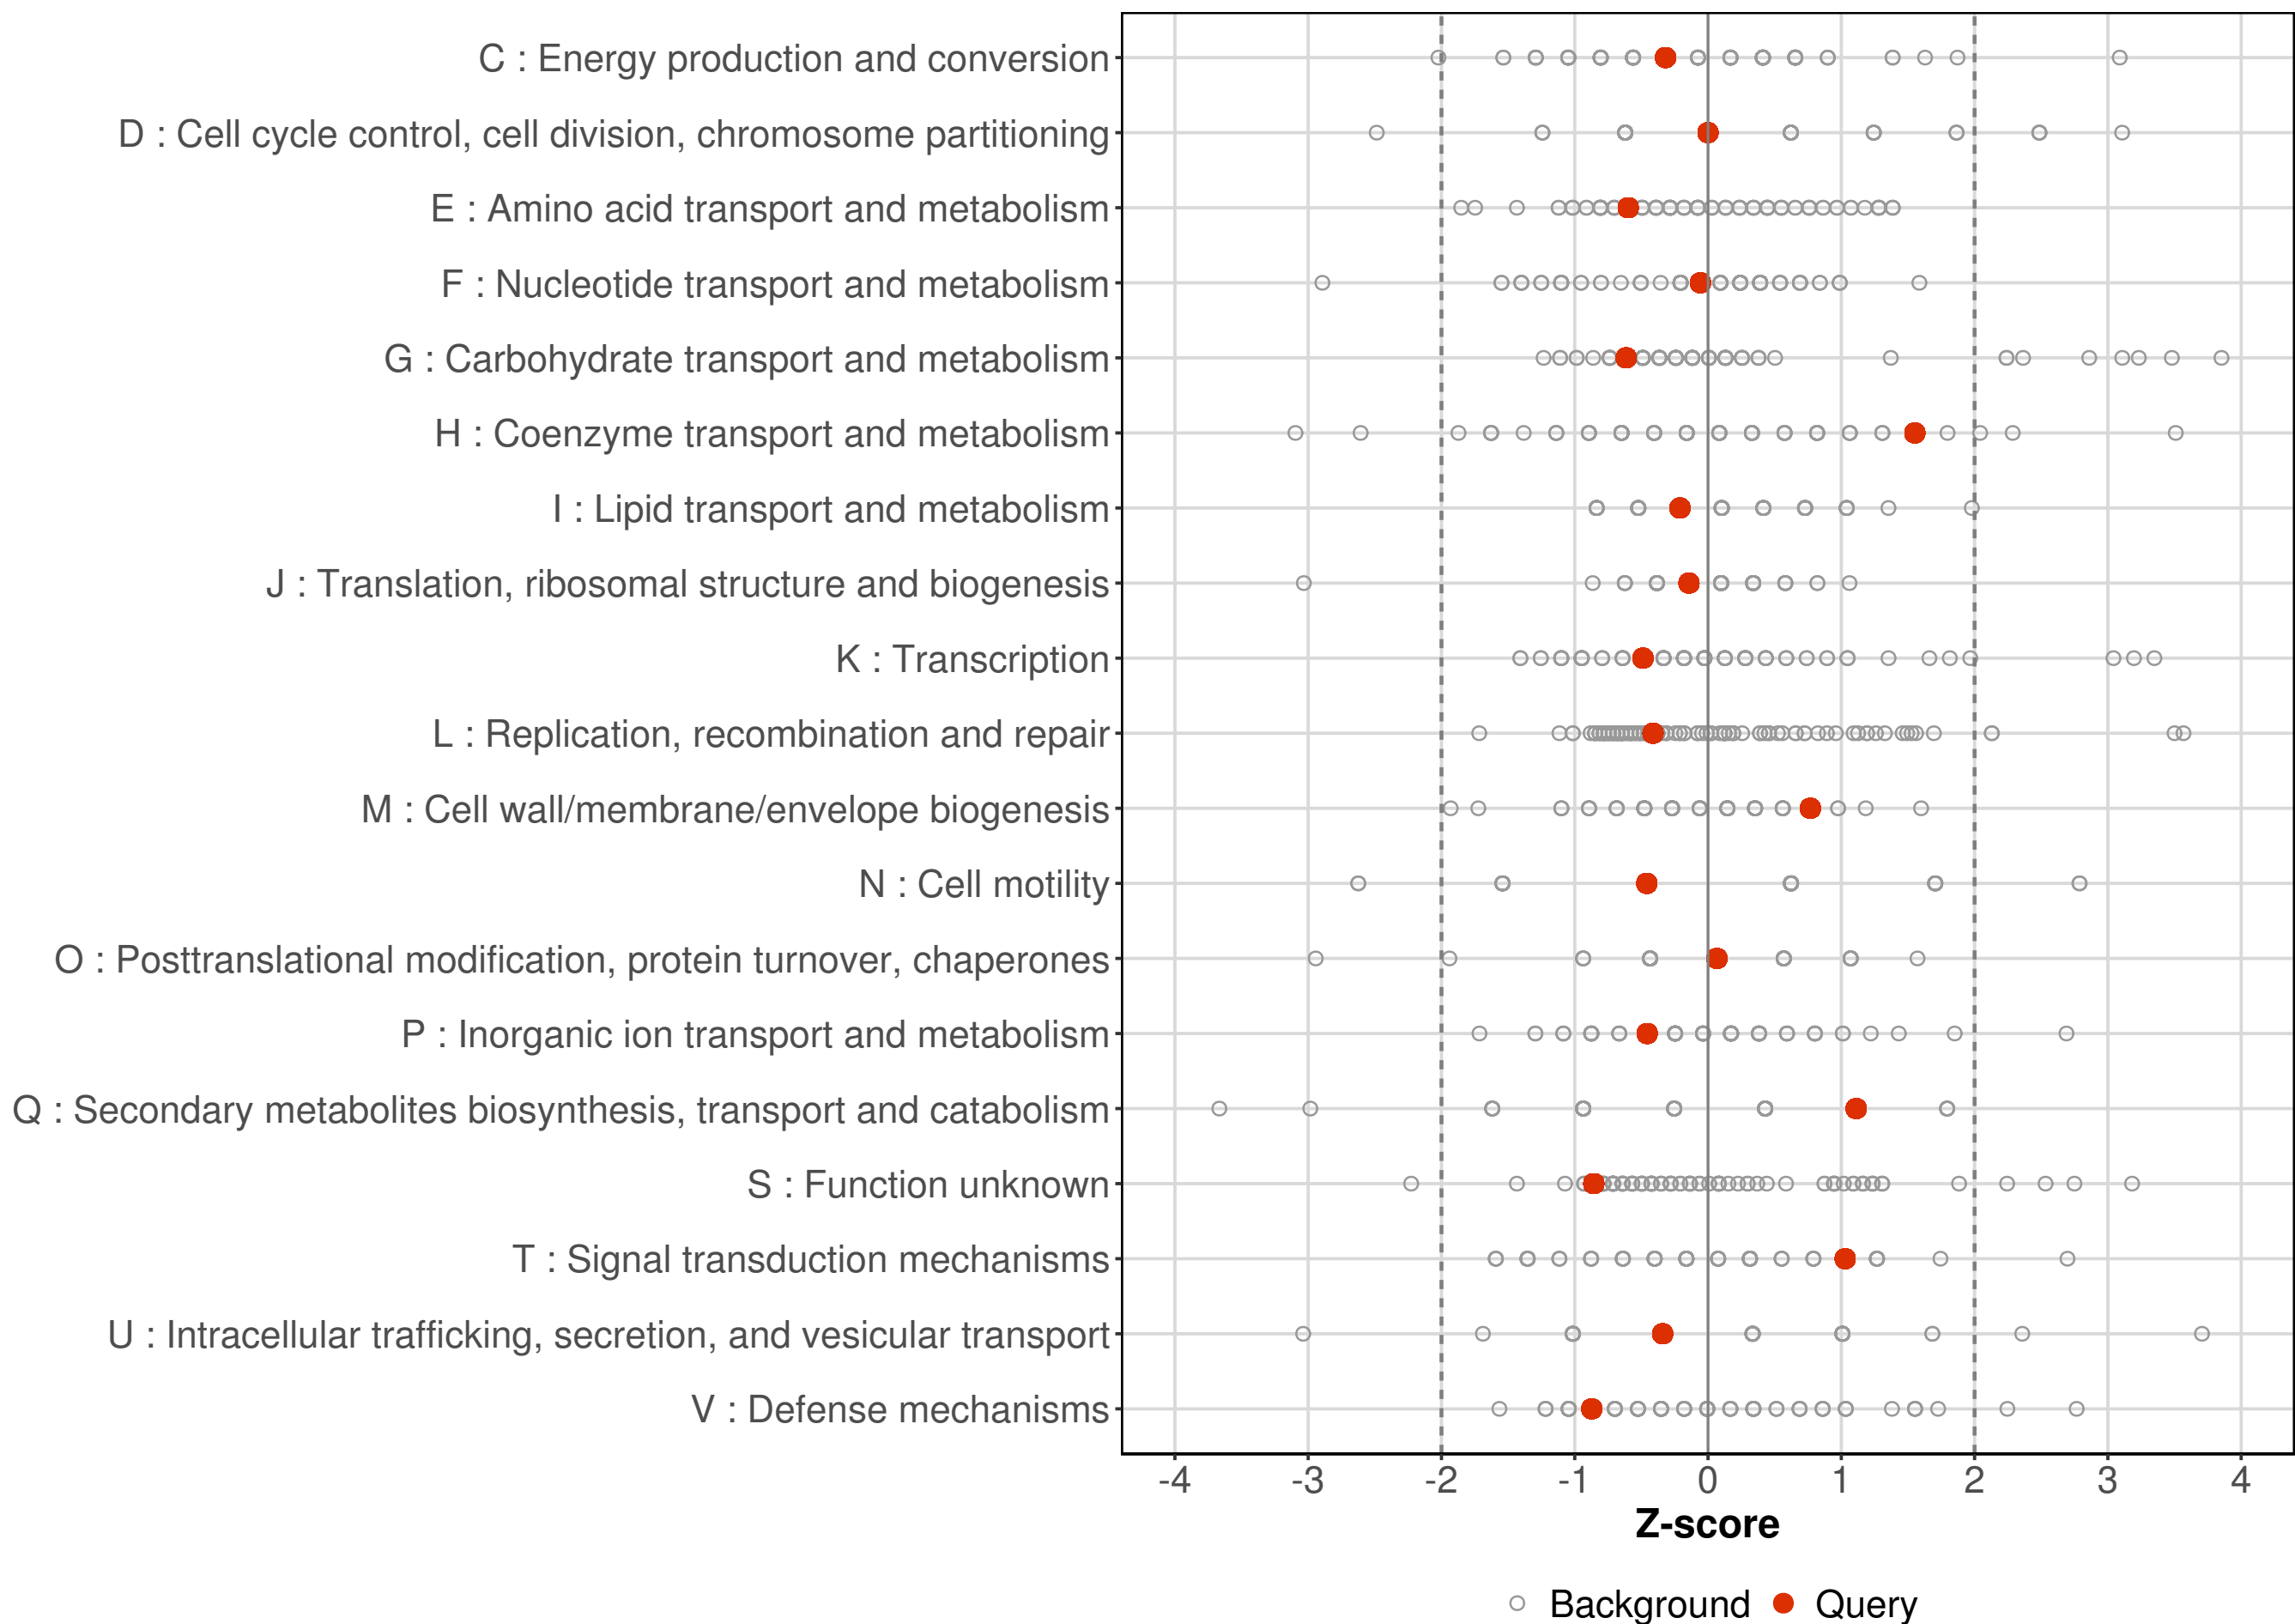 C : Energy production and conversion
D : Cell cycle control, cell division, chromosome partitioning
E : Amino acid transport and metabolism
F : Nucleotide transport and metabolism
G : Carbohydrate transport and metabolism
H : Coenzyme transport and metabolism
I : Lipid transport and metabolism
J : Translation, ribosomal structure and biogenesis
K : Transcription
L : Replication, recombination and repair
M : Cell wall/membrane/envelope biogenesis
N : Cell motility
O : Posttranslational modification, protein turnover, chaperones
P : Inorganic ion transport and metabolism
Q : Secondary metabolites biosynthesis, transport and catabolism
S : Function unknown
T : Signal transduction mechanisms
U : Intracellular trafficking, secretion, and vesicular transport
V : Defense mechanisms
-4 -3 -2 -1 0 1 2 3 4
Z-score
Background Query